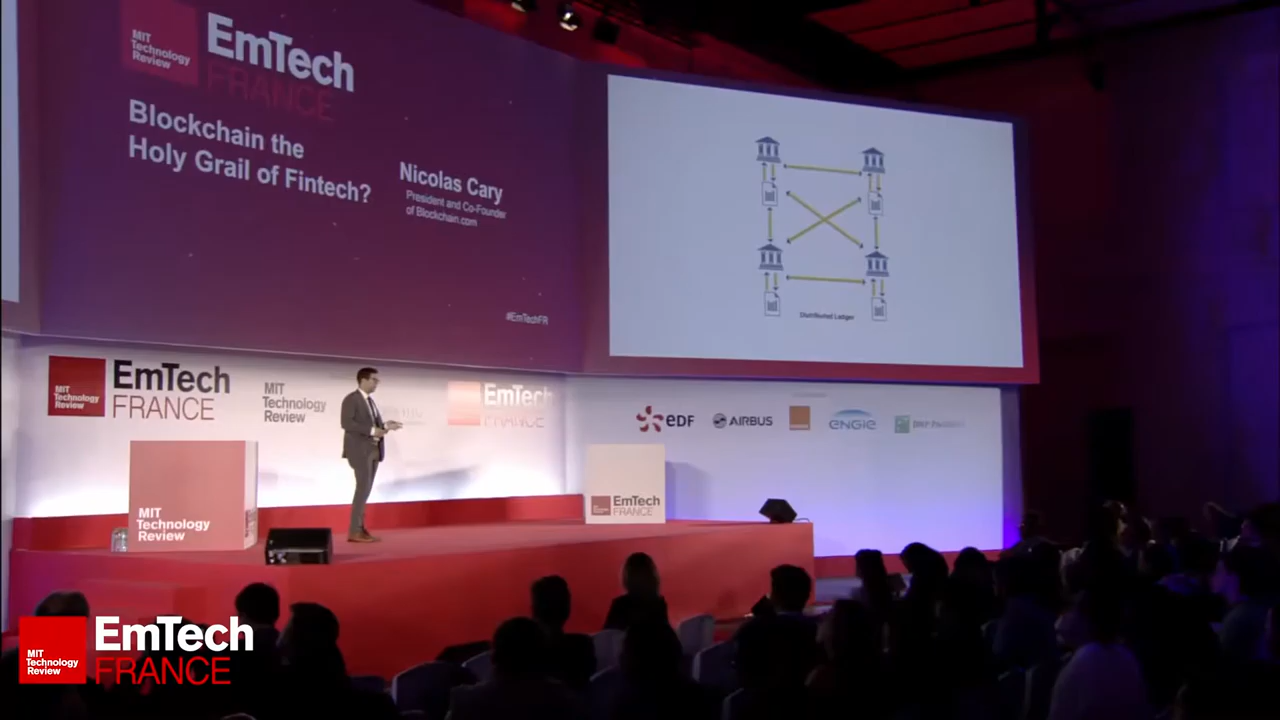 MIT
Technology
Review
EmTech
FRANCE
Blockchain the
Holy Grail of Fintech?
Nicolas Cary
President and Co-Founder
of Blockchain.com
#EmTechFR
Distributed Ledger
MIT
Technology
Review
EmTech
FRANCE
MIT
Technology
Review
EmTech
FRANCE
eDF
AIRBUS
ENGIE
BNP PARIBAS
MIT
Technology
Review
EmTech
FRANCE
MIT
Technology
Review
EmTech
FRANCE